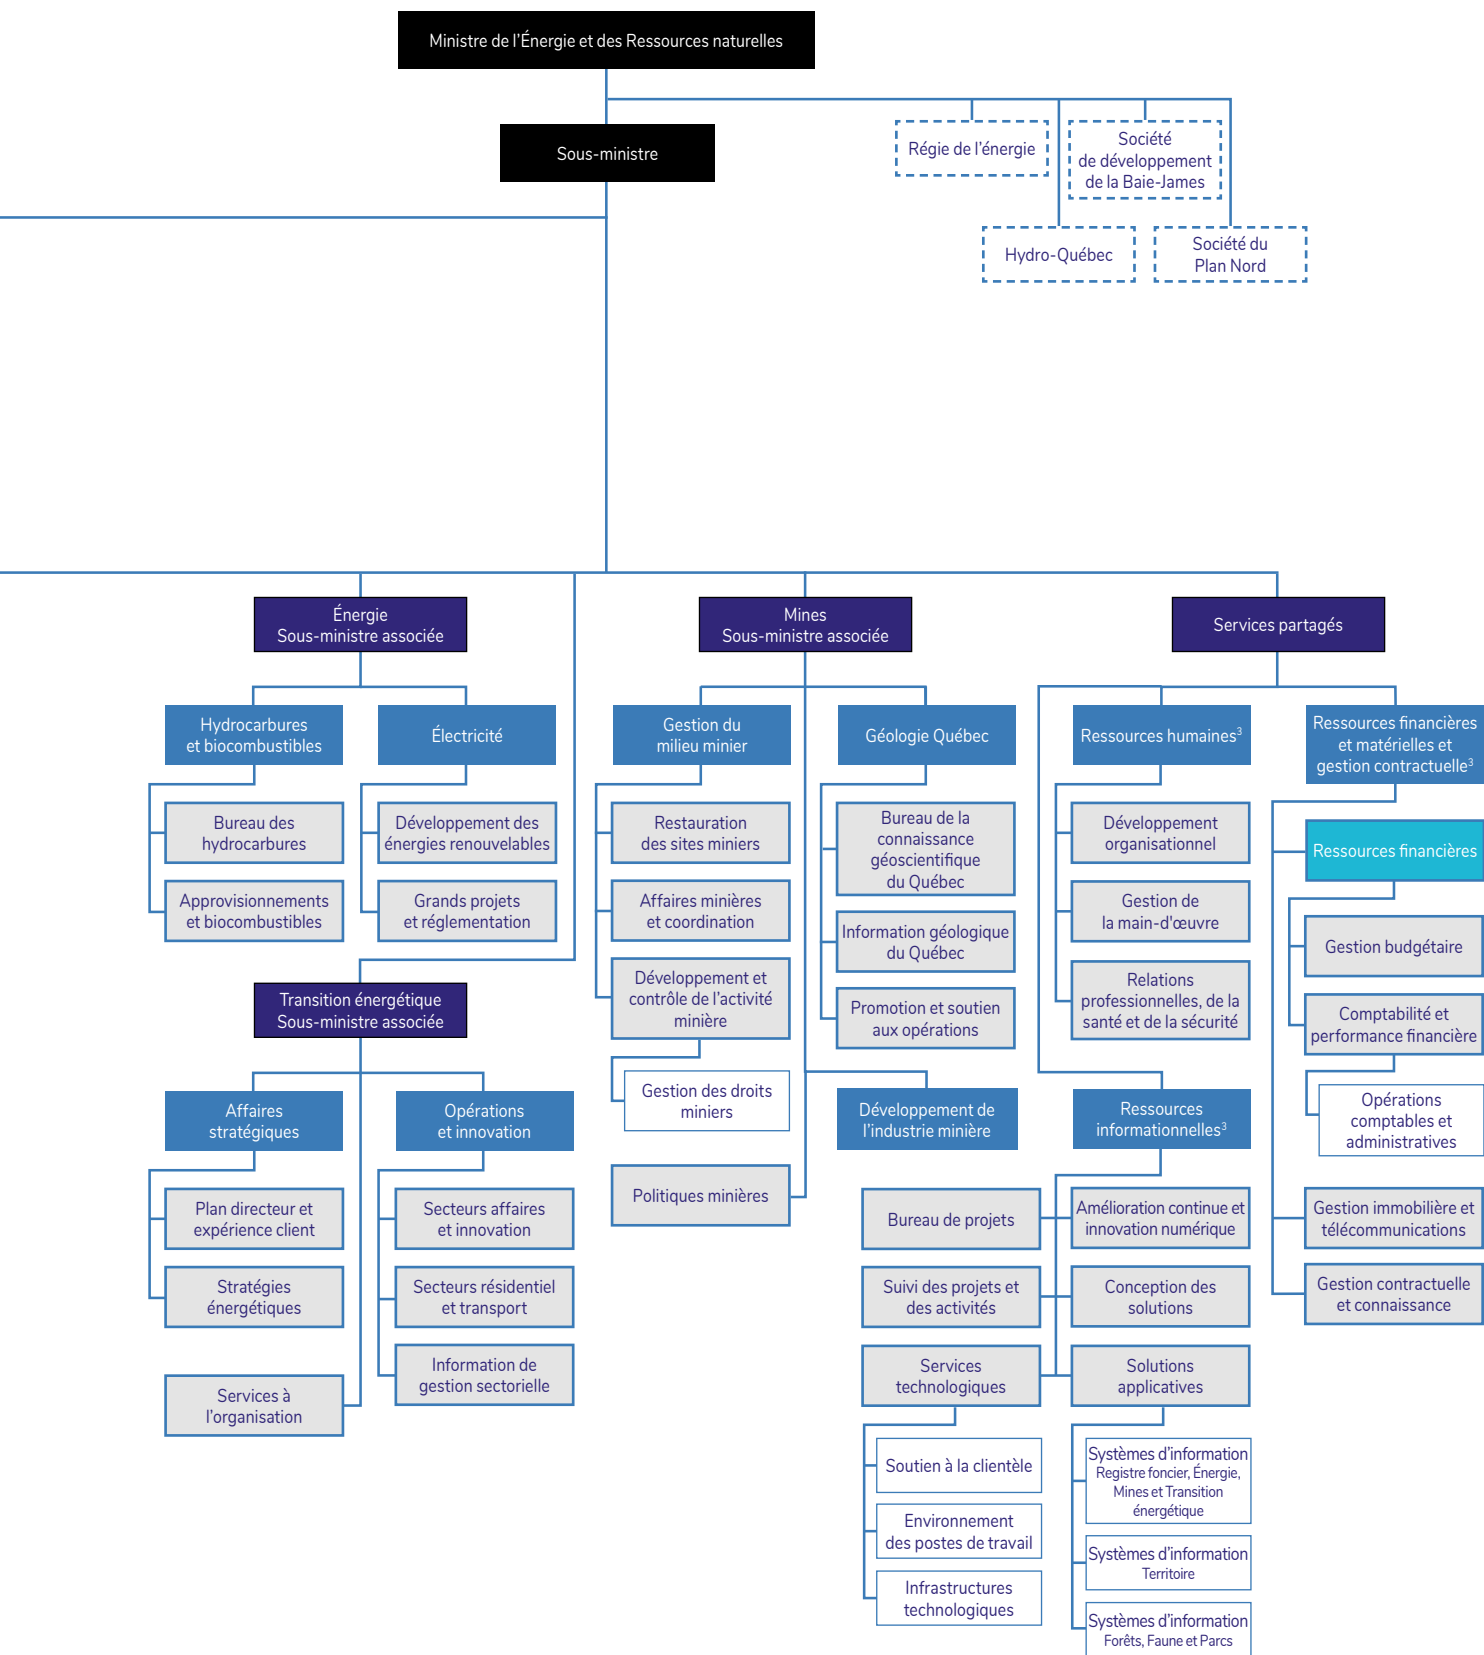 Ministre de l'Énergie et des Ressources naturelles
Sous-ministre
Régie de l'énergie
Société
de développement
de la Baie-James
Hydro-Québec
Société du
Plan Nord
Énergie
Sous-ministre associée
Hydrocarbures
et biocombustibles
Bureau des
hydrocarbures
Approvisionnements
et biocombustibles
Électricité
Développement des
énergies renouvelables
Grands projets
et réglementation
Transition énergétique
Sous-ministre associée
Affaires
stratégiques
Plan directeur et
expérience client
Stratégies
énergétiques
Services à
l'organisation
Opérations
et innovation
Secteurs affaires
et innovation
Secteurs résidentiel
et transport
Information de
gestion sectorielle
Mines
Sous-ministre associée
Gestion du
milieu minier
Restauration
des sites miniers
Affaires minières
et coordination
Développement et
contrôle de l'activité
minière
Gestion des droits
miniers
Politiques minières
Géologie Québec
Bureau de la
connaissance
géoscientifique
du Québec
Information géologique
du Québec
Promotion et soutien
aux opérations
Développement de
l'industrie minière
Services partagés
Ressources humaines³
Développement
organisationnel
Gestion de
la main-d'œuvre
Relations
professionnelles, de la
santé et de la sécurité
Ressources
informationnelles³
Bureau de projets
Suivi des projets et
des activités
Services
technologiques
Soutien à la clientèle
Environnement
des postes de travail
Infrastructures
technologiques
Amélioration continue et
innovation numérique
Conception des
solutions
Solutions
applicatives
Systèmes d'information
Registre foncier, Énergie,
Mines et Transition
énergétique
Systèmes d'information
Territoire
Systèmes d'information
Forêts, Faune et Parcs
Ressources financières
et matérielles et
gestion contractuelle³
Ressources financières
Gestion budgétaire
Comptabilité et
performance financière
Opérations
comptables et
administratives
Gestion immobilière et
télécommunications
Gestion contractuelle
et connaissance